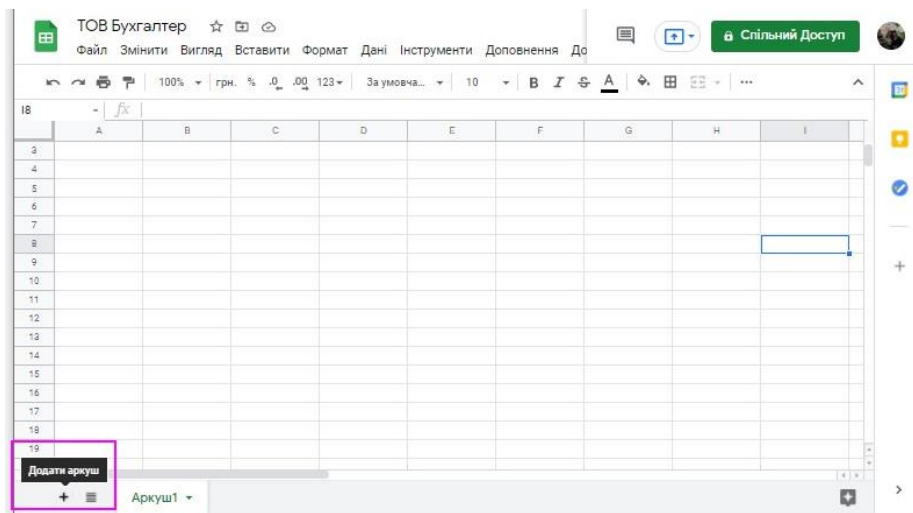 ТОВ Бухгалтер
Файл Змінити Вигляд Вставити Формат Дані Інструменти Доповнення До
Спільний Доступ
100% грн. % .0 .00 123 За умовча... 10 B I S A
I8 fx
A B C D E F G H I
3
4
5
6
7
8
9
10
11
12
13
14
15
16
17
18
19
Додати аркуш
Аркуш1